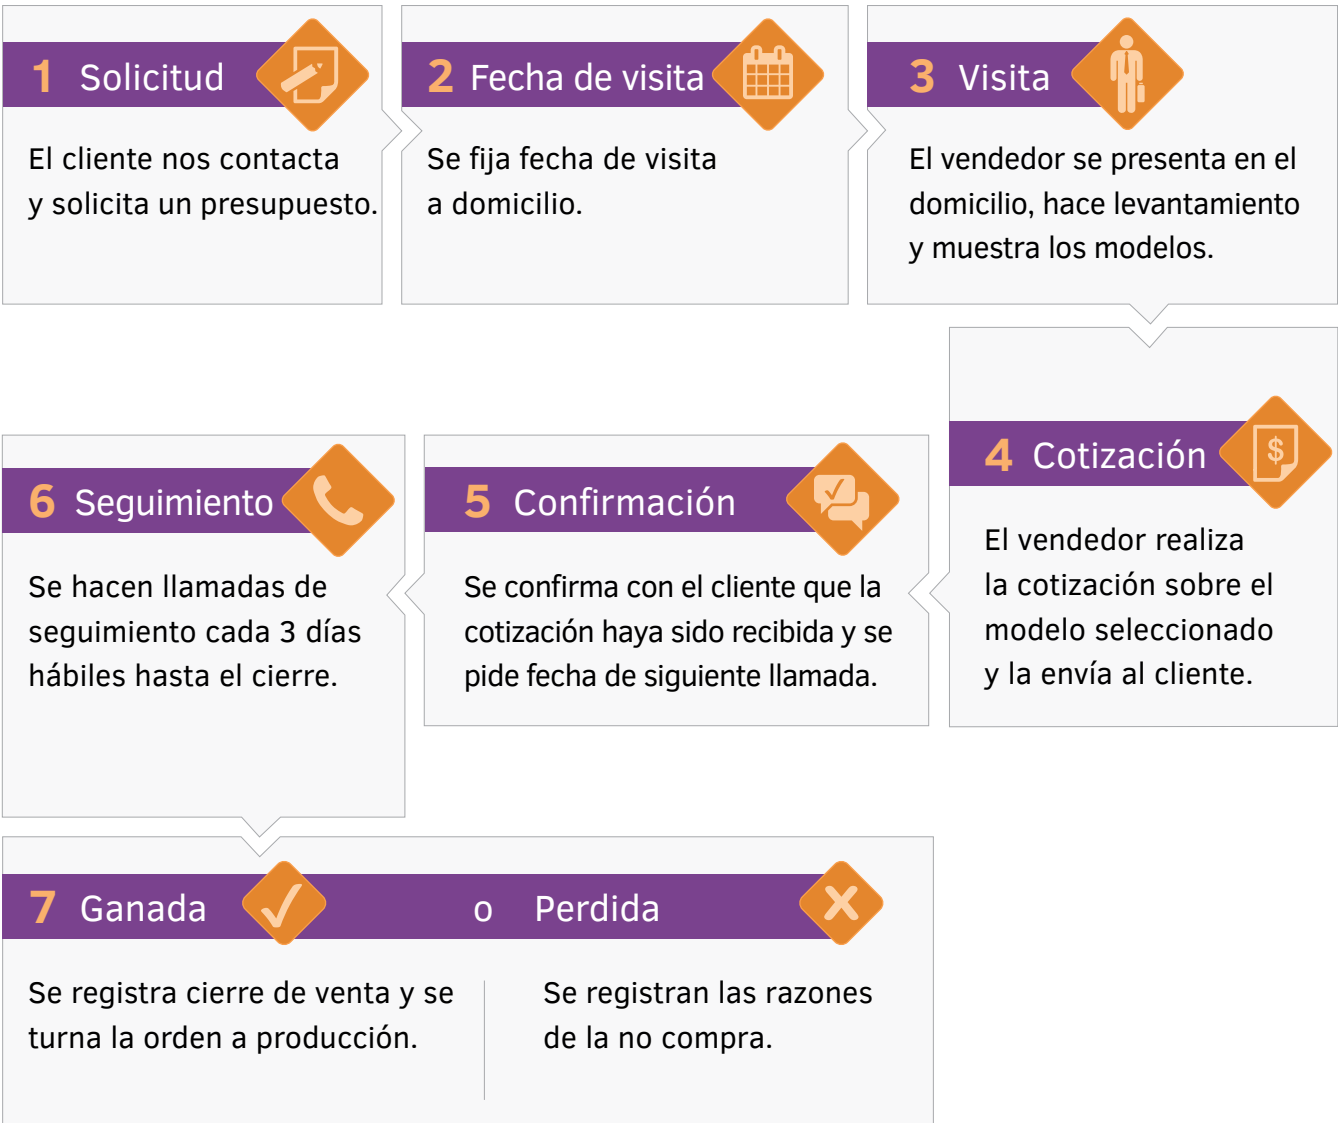 1 Solicitud
El cliente nos contacta
y solicita un presupuesto.
2 Fecha de visita
Se fija fecha de visita
a domicilio.
3 Visita
El vendedor se presenta en el
domicilio, hace levantamiento
y muestra los modelos.
4 Cotización
$
El vendedor realiza
la cotización sobre el
modelo seleccionado
y la envía al cliente.
5 Confirmación
Se confirma con el cliente que la
cotización haya sido recibida y se
pide fecha de siguiente llamada.
6 Seguimiento
Se hacen llamadas de
seguimiento cada 3 días
hábiles hasta el cierre.
7 Ganada o Perdida
Se registra cierre de venta y se
turna la orden a producción.
Se registran las razones
de la no compra.